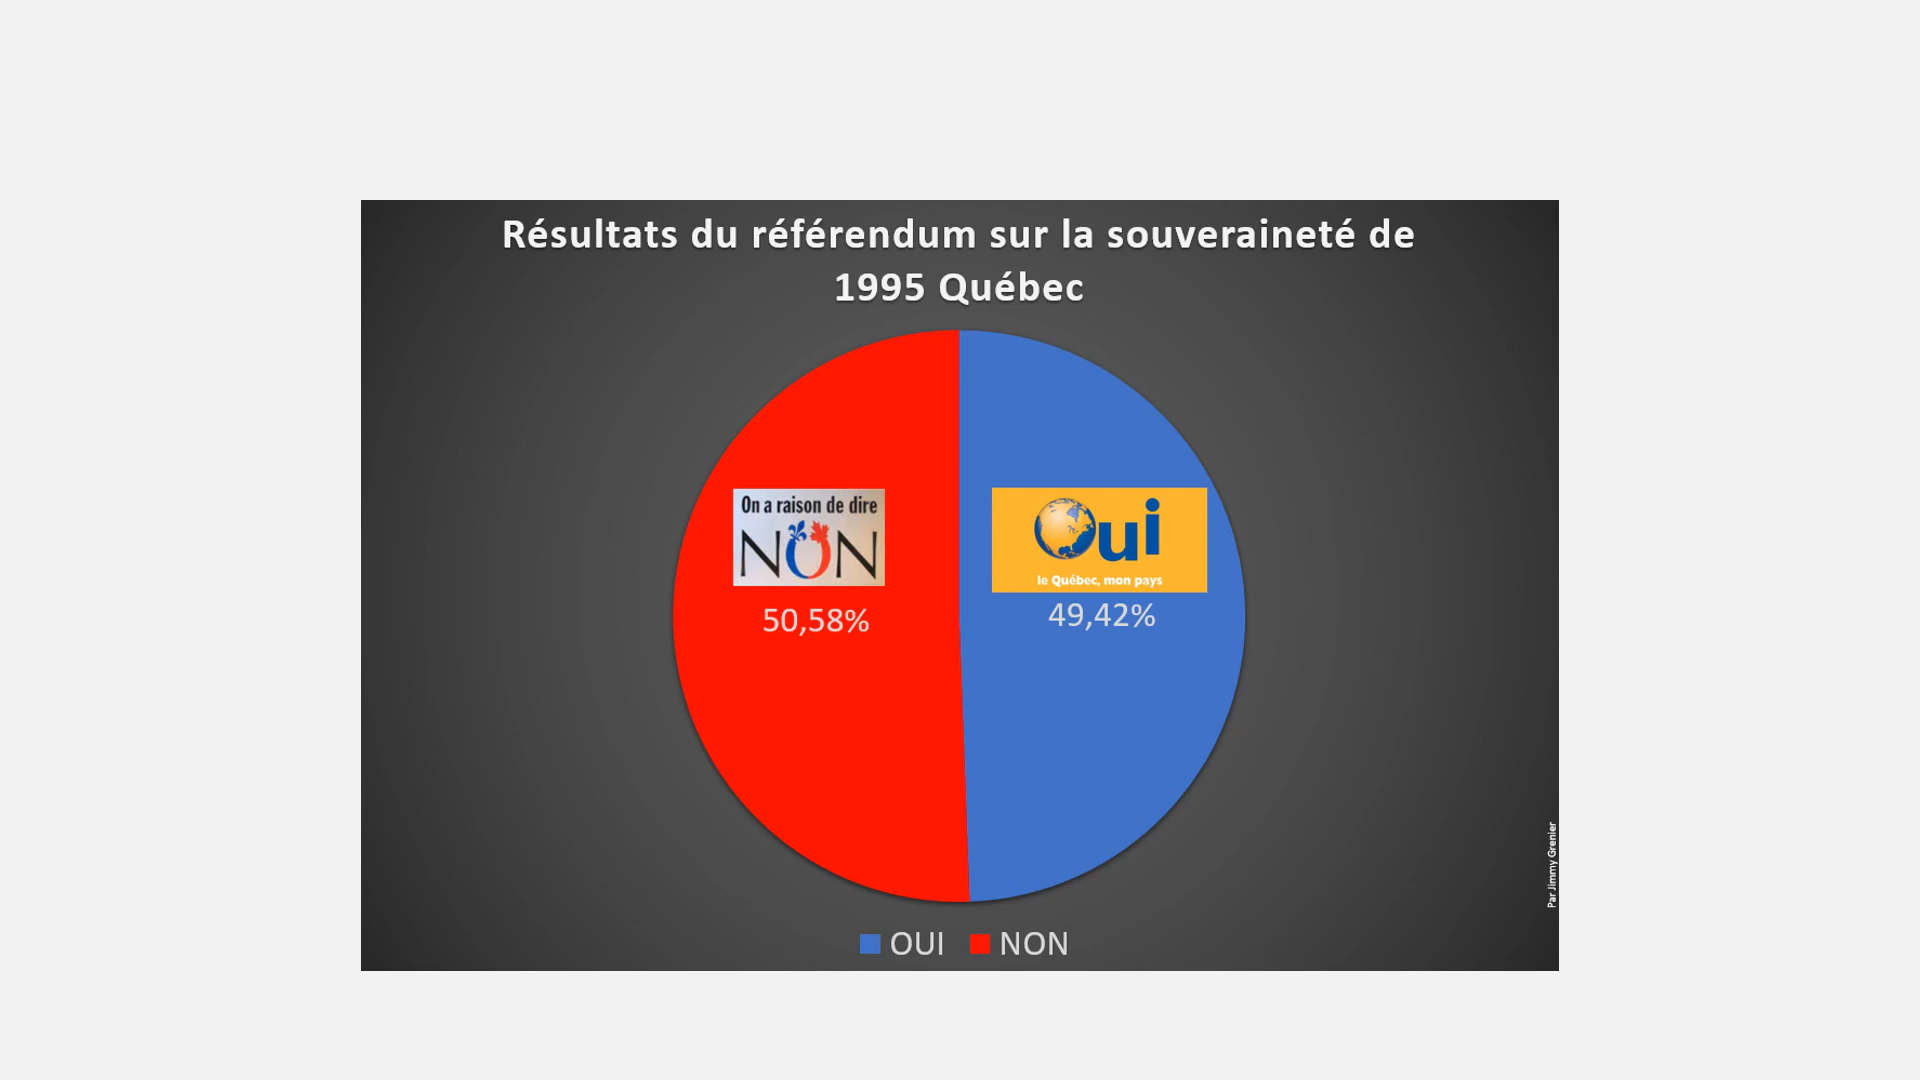 Résultats du référendum sur la souveraineté de
1995 Québec
On a raison de dire
NON
50,58%
Oui
le Québec, mon pays
49,42%
OUI NON
Par Jimmy Grenier